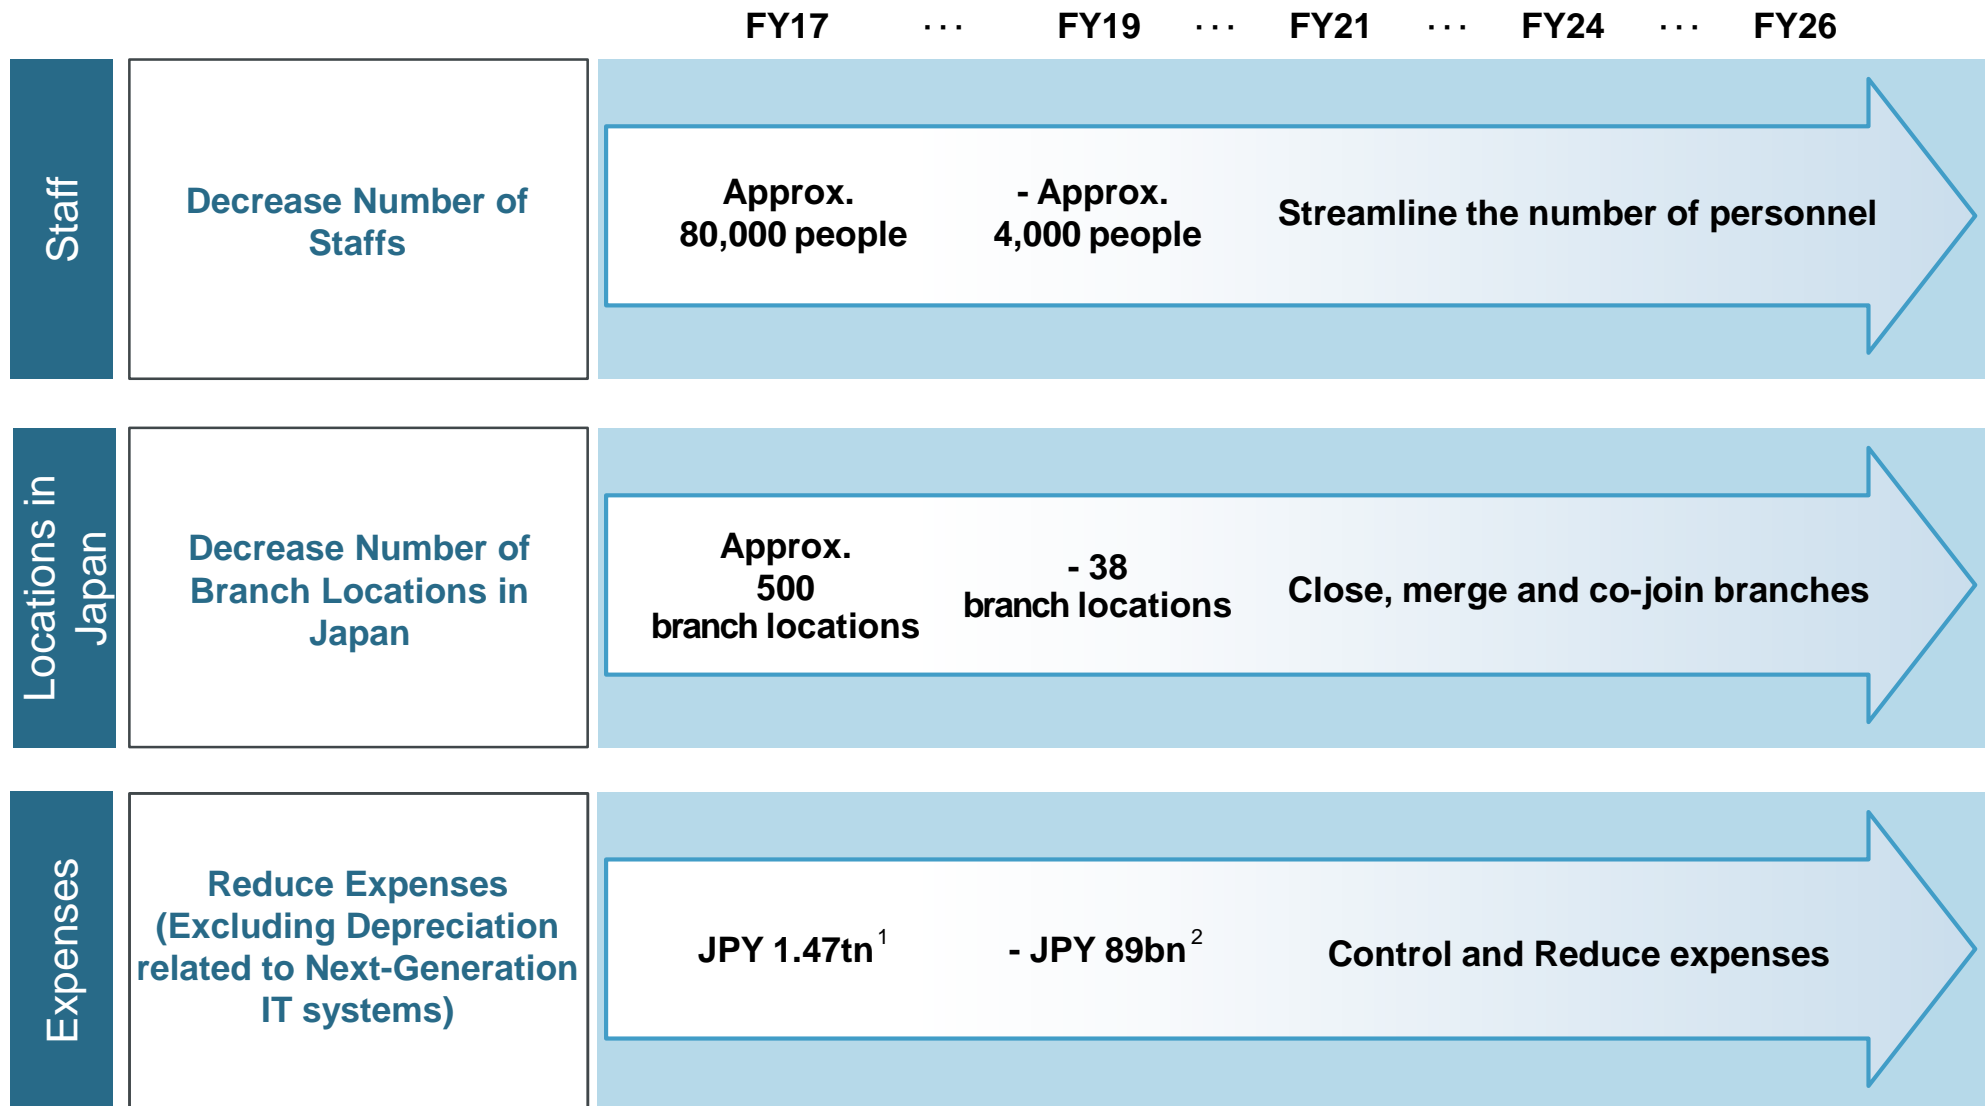 FY17 ··· FY19 ··· FY21 ··· FY24 ··· FY26
Staff
Decrease Number of
Staffs
Approx.
80,000 people
- Approx.
4,000 people
Streamline the number of personnel
Locations in
Japan
Decrease Number of
Branch Locations in
Japan
Approx.
500
branch locations
- 38
branch locations
Close, merge and co-join branches
Expenses
Reduce Expenses
(Excluding Depreciation
related to Next-Generation
IT systems)
JPY 1.47tn 1
- JPY 89bn 2
Control and Reduce expenses